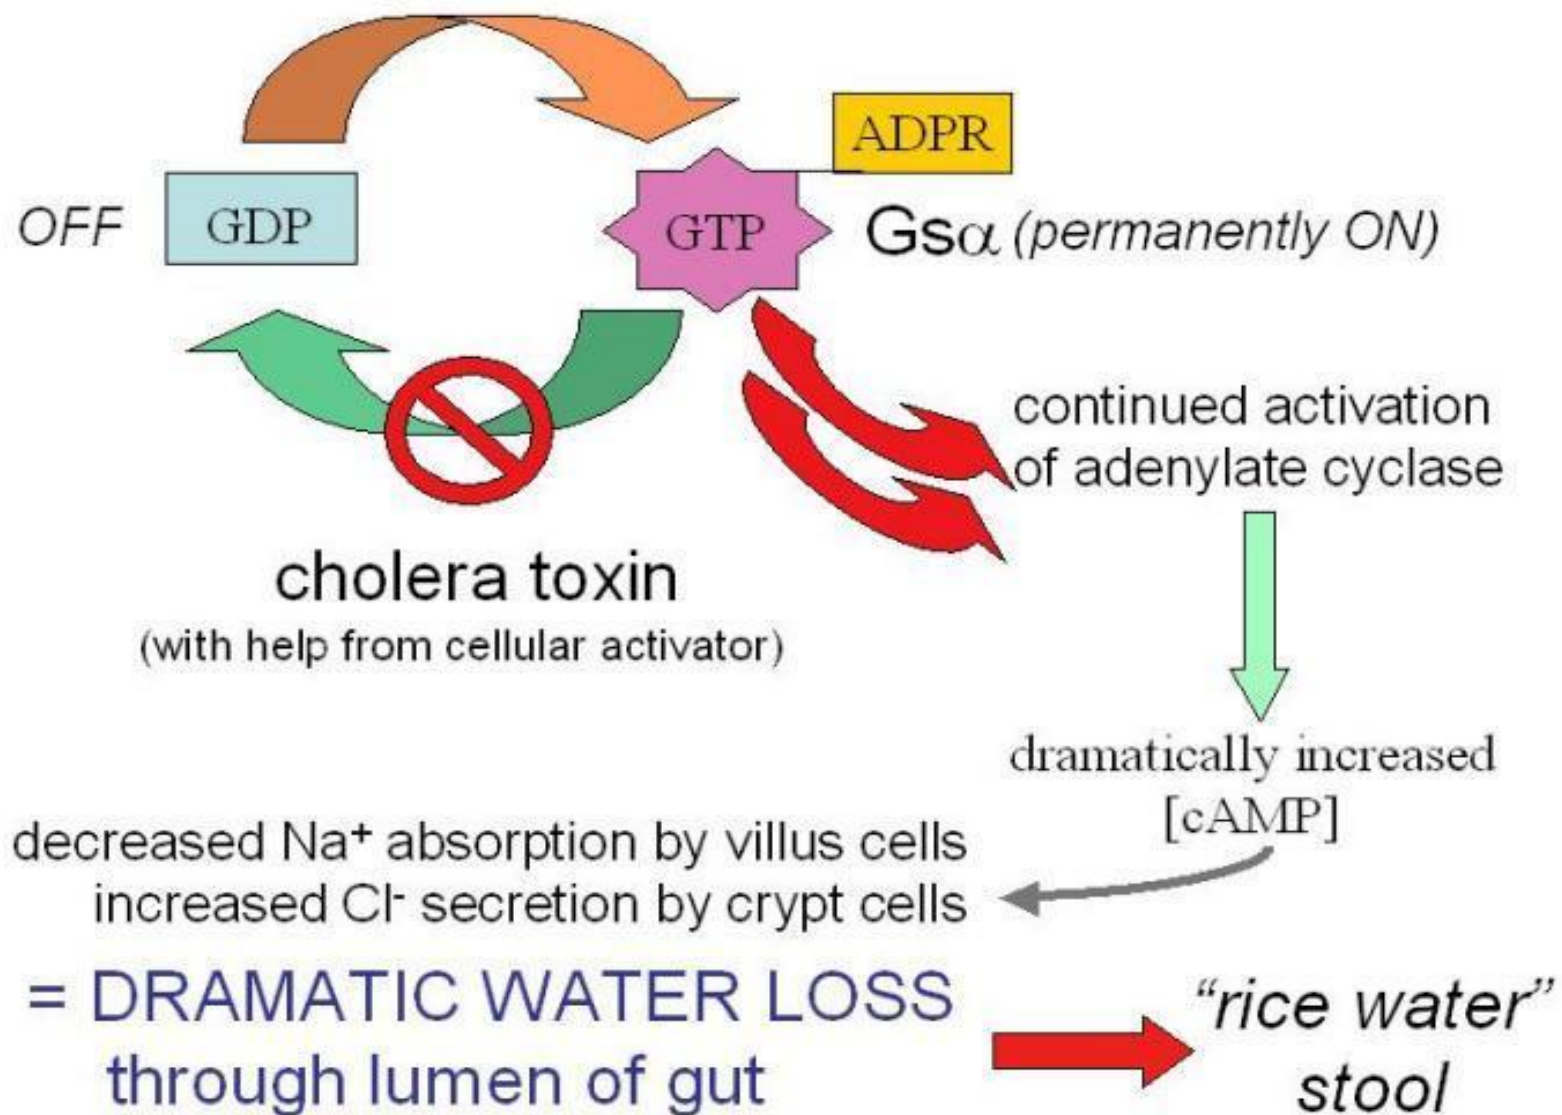 ADPR
OFF
GDP
GTP
Gsα (permanently ON)
continued activation
of adenylate cyclase
cholera toxin
(with help from cellular activator)
dramatically increased
[cAMP]
decreased Na⁺ absorption by villus cells
increased Cl⁻ secretion by crypt cells
= DRAMATIC WATER LOSS
through lumen of gut
“rice water”
stool